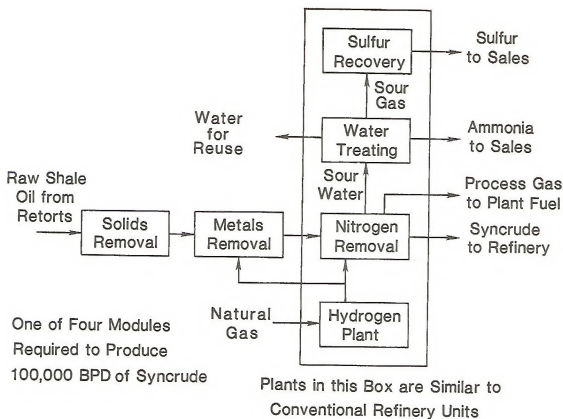 Sulfur
Recovery
Sulfur
to Sales
Sour
Gas
Water
for
Reuse
Water
Treating
Ammonia
to Sales
Raw Shale
Oil from
Retorts
Sour
Water
Process Gas
to Plant Fuel
Solids
Removal
Metals
Removal
Nitrogen
Removal
Syncrude
to Refinery
Natural
Gas
Hydrogen
Plant
One of Four Modules
Required to Produce
100,000 BPD of Syncrude
Plants in this Box are Similar to
Conventional Refinery Units